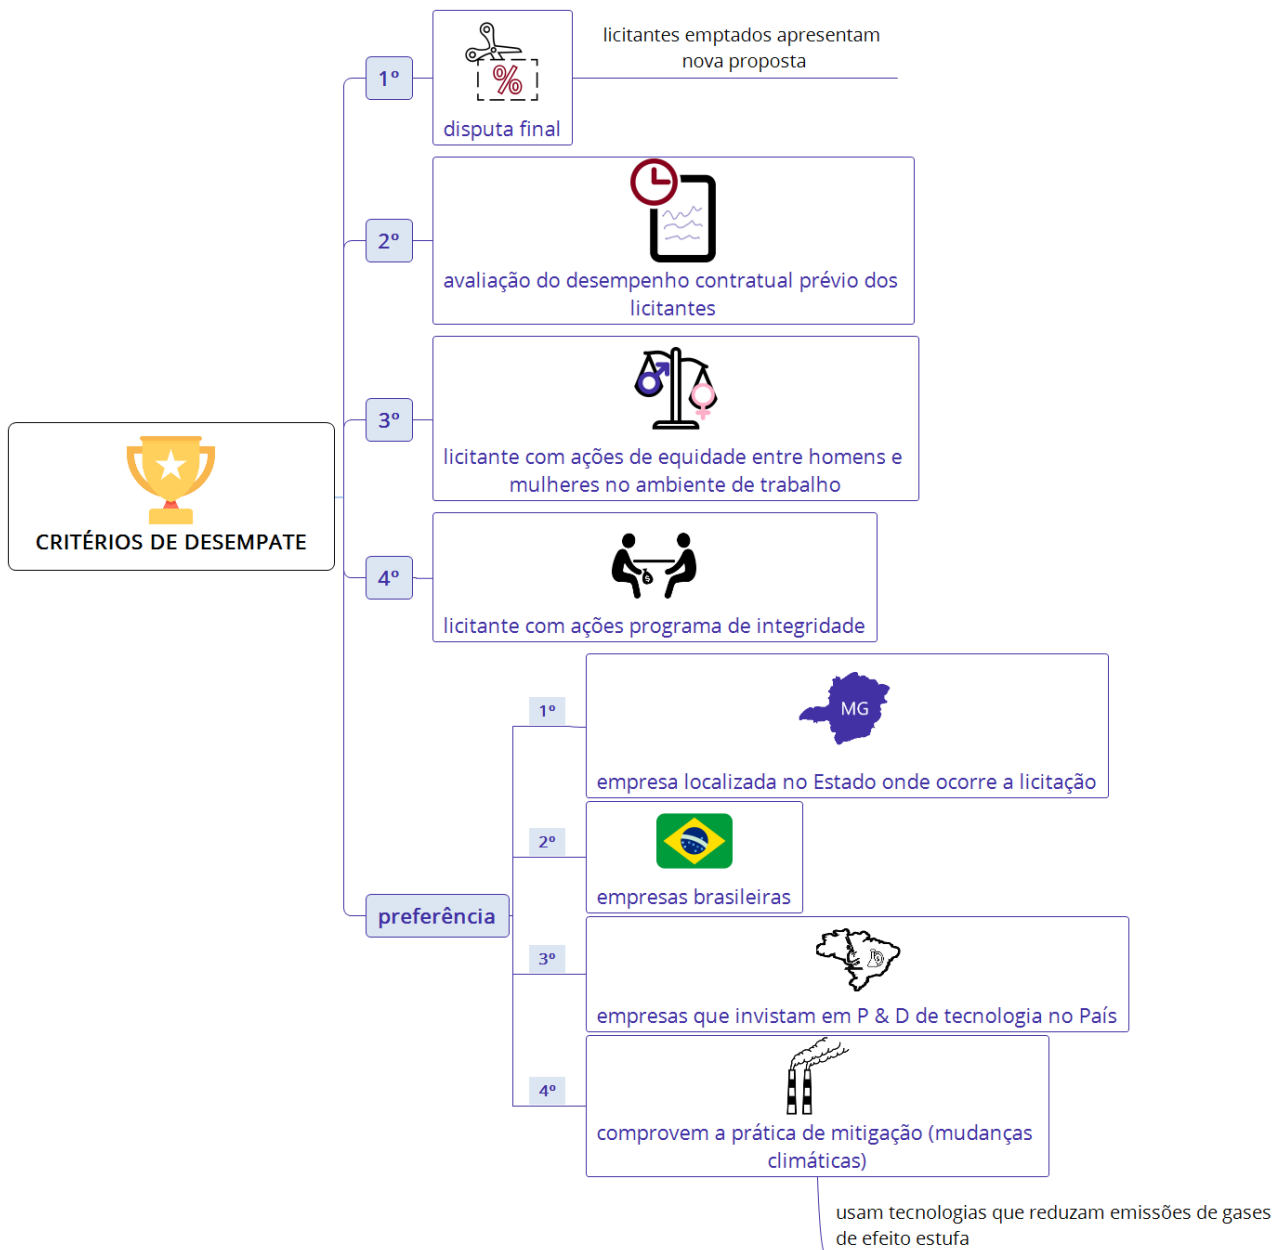 licitantes emptados apresentam
nova proposta
1º
%
disputa final
2º
avaliação do desempenho contratual prévio dos
licitantes
3º
licitante com ações de equidade entre homens e
mulheres no ambiente de trabalho
CRITÉRIOS DE DESEMPATE
4º
$
licitante com ações programa de integridade
preferência
1º
MG
empresa localizada no Estado onde ocorre a licitação
2º
empresas brasileiras
3º
empresas que invistam em P & D de tecnologia no País
4º
comprovem a prática de mitigação (mudanças
climáticas)
usam tecnologias que reduzam emissões de gases
de efeito estufa